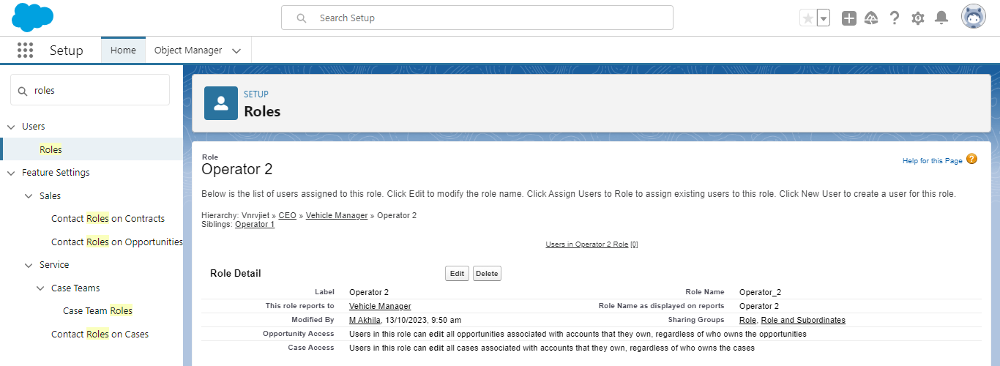 Search Setup
Setup
Home
Object Manager
roles
Users
Roles
Feature Settings
Sales
Contact Roles on Contracts
Contact Roles on Opportunities
Service
Case Teams
Case Team Roles
Contact Roles on Cases
SETUP
Roles
Role
Operator 2
Help for this Page ?
Below is the list of users assigned to this role. Click Edit to modify the role name. Click Assign Users to Role to assign existing users to this role. Click New User to create a user for this role.
Hierarchy: Vnrvjiet » CEO » Vehicle Manager » Operator 2
Siblings: Operator 1
Users in Operator 2 Role [0]
Role Detail Edit Delete
Label Operator 2 Role Name Operator_2
This role reports to Vehicle Manager Role Name as displayed on reports Operator 2
Modified By M Akhila, 13/10/2023, 9:50 am Sharing Groups Role, Role and Subordinates
Opportunity Access Users in this role can edit all opportunities associated with accounts that they own, regardless of who owns the opportunities
Case Access Users in this role can edit all cases associated with accounts that they own, regardless of who owns the cases